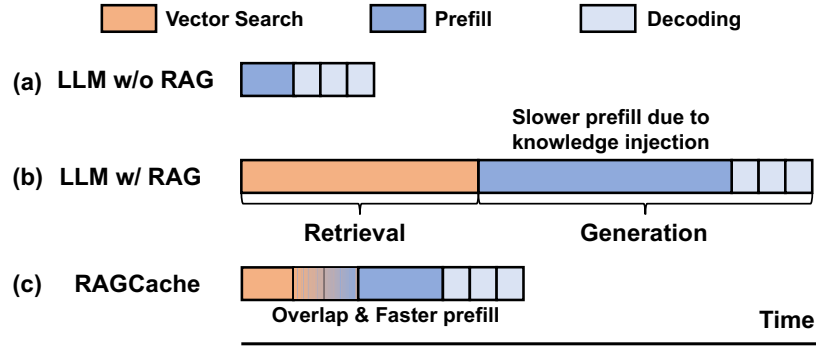 Vector Search Prefill Decoding
(a) LLM w/o RAG
Slower prefill due to
knowledge injection
(b) LLM w/ RAG
Retrieval Generation
(c) RAGCache
Overlap & Faster prefill
Time